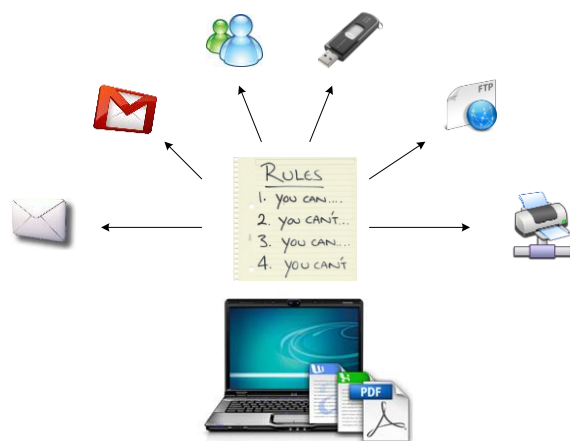 FTP
RULES
1. YOU CAN....
2. YOU CAN'T...
3. YOU CAN....
4. YOU CAN'T
W
PDF